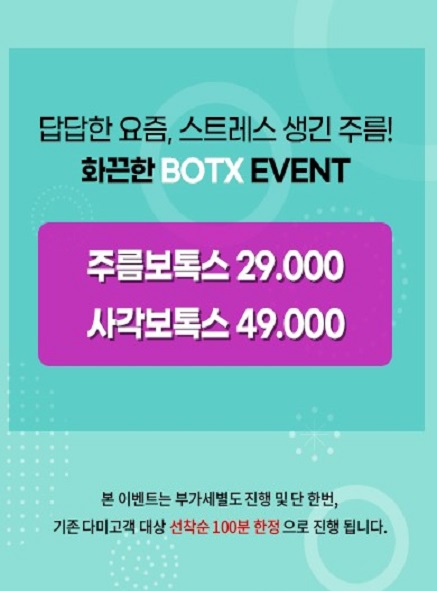 답답한 요즘, 스트레스 생긴 주름!
화끈한 BOTX EVENT
주름보톡스 29.000
사각보톡스 49.000
본 이벤트는 부가세별도 진행 및 단 한번,
기존 다미고객 대상 선착순 100분 한정 으로 진행 됩니다.